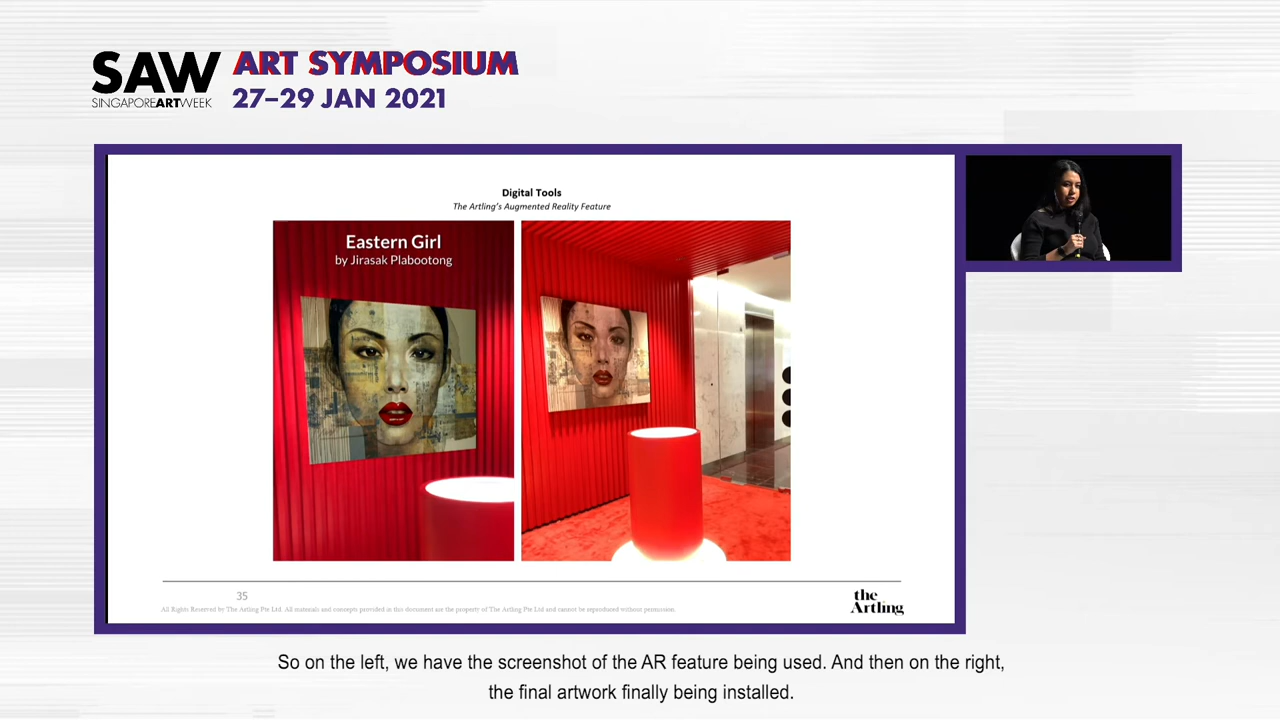 SAW
SINGAPOREARTWEEK
ART SYMPOSIUM
27–29 JAN 2021
Digital Tools
The Artling's Augmented Reality Feature
Eastern Girl
by Jirasak Plabootong
35
All Rights Reserved by The Artling Pte Ltd. All materials and concepts provided in this document are the property of The Artling Pte Ltd and cannot be reproduced without permission.
the
Artling
So on the left, we have the screenshot of the AR feature being used. And then on the right,
the final artwork finally being installed.